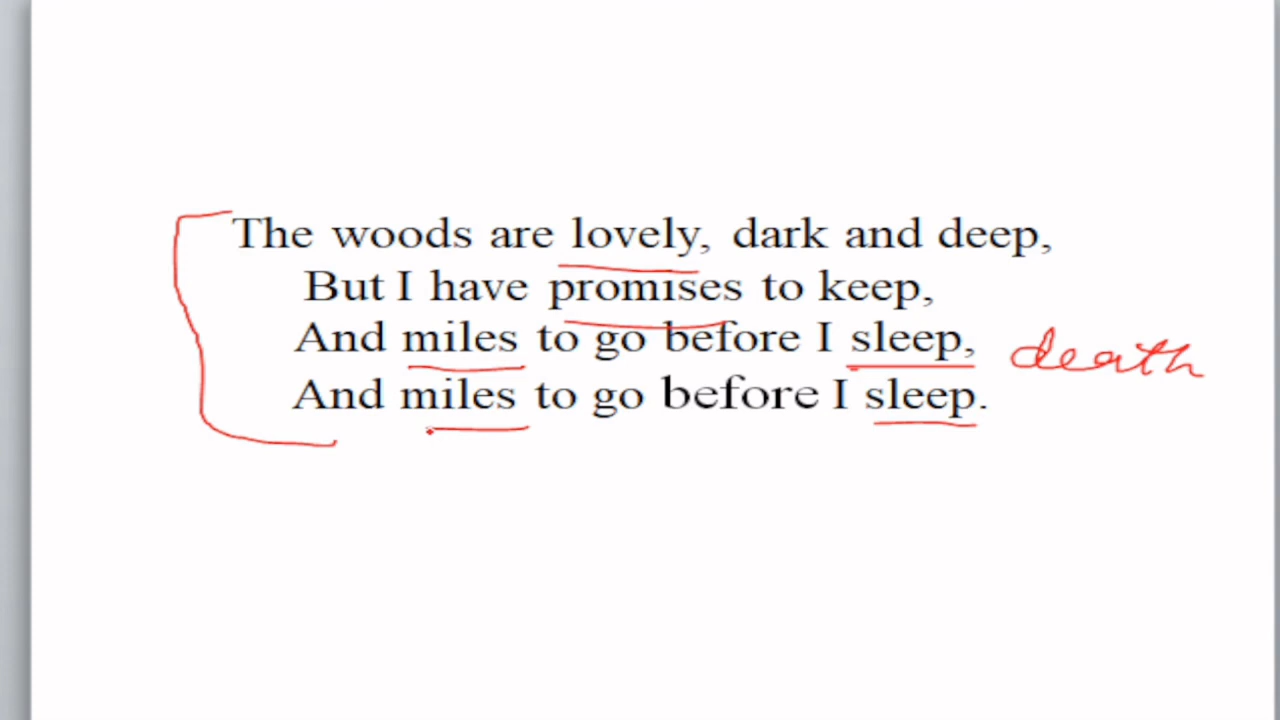 The woods are lovely, dark and deep,
But I have promises to keep,
And miles to go before I sleep, death
And miles to go before I sleep.